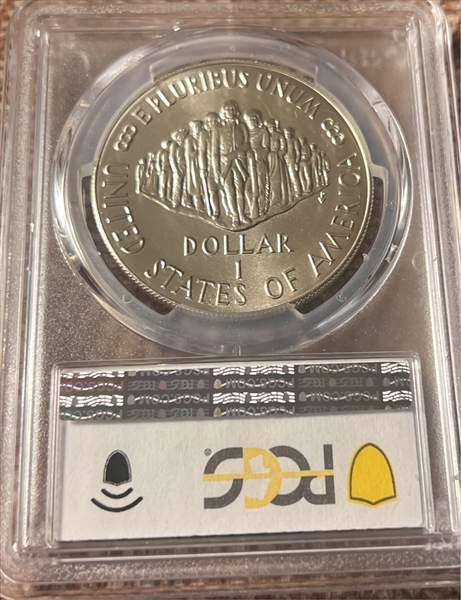 E PLURIBUS UNUM
DOLLAR
1
UNITED STATES OF AMERICA
PCGS®